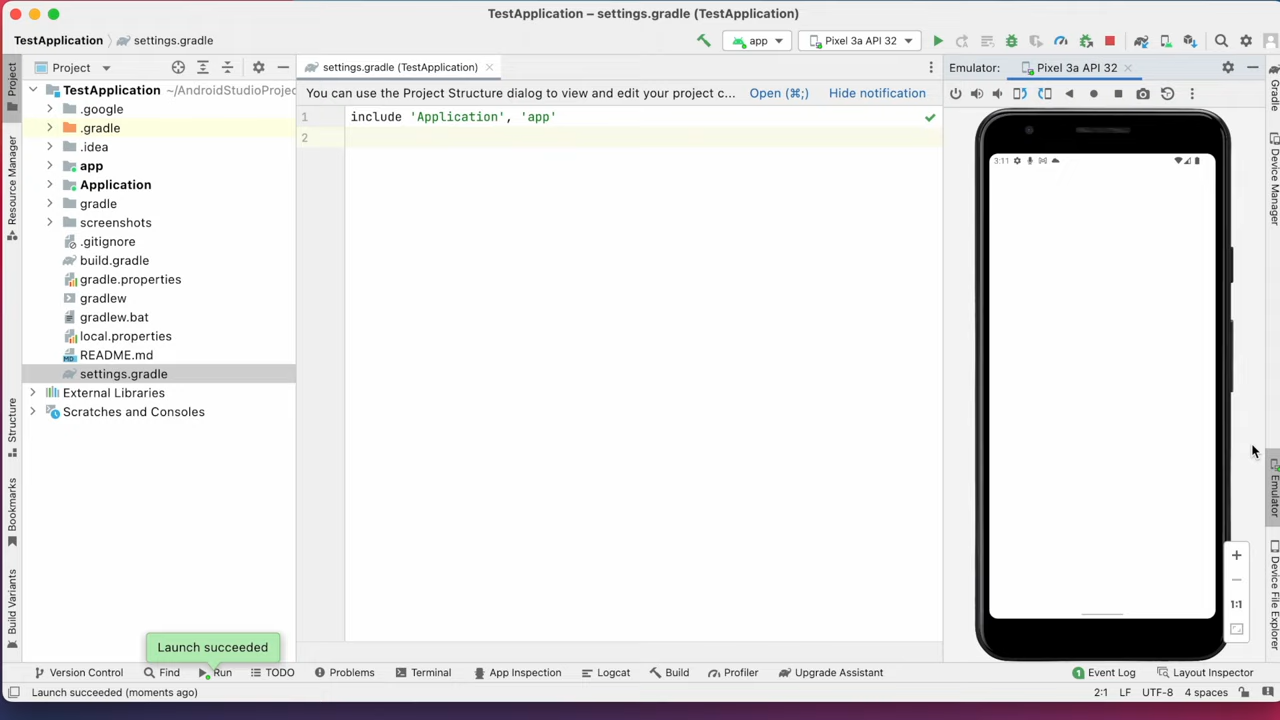 TestApplication – settings.gradle (TestApplication)
TestApplication
settings.gradle
app
Pixel 3a API 32
Project
Project
settings.gradle (TestApplication)
Emulator:
Pixel 3a API 32
Gradle
TestApplication ~/AndroidStudioProjec
You can use the Project Structure dialog to view and edit your project c...
Open (⌘;)
Hide notification
.google
1
include 'Application', 'app'
.gradle
2
.idea
app
Resource Manager
Device Manager
3:11
Application
gradle
screenshots
.gitignore
build.gradle
gradle.properties
gradlew
gradlew.bat
local.properties
README.md
settings.gradle
External Libraries
Scratches and Consoles
Structure
Bookmarks
Emulator
1:1
Build Variants
Device File Explorer
Launch succeeded
Version Control
Find
Run
TODO
Problems
Terminal
App Inspection
Logcat
Build
Profiler
Upgrade Assistant
1
Event Log
Layout Inspector
Launch succeeded (moments ago)
2:1
LF
UTF-8
4 spaces